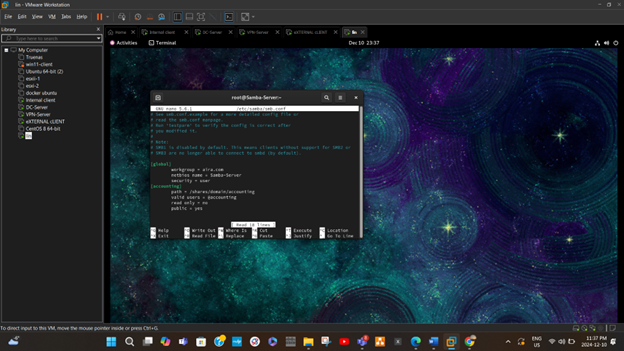 lin - VMware Workstation
File Edit View VM Tabs Help
Library
Type here to search
My Computer
Truenas
win11-client
Ubuntu 64-bit (2)
esxi-1
esxi-2
docker ubuntu
Internal client
DC-Server
VPN-Server
eXTERNAL cLIENT
CentOS 8 64-bit
lin
Home Internal client DC-Server VPN-Server eXTERNAL cLIENT lin
Activities Terminal Dec 10 23:37
root@Samba-Server:~
GNU nano 5.6.1 /etc/samba/smb.conf
# See smb.conf.example for a more detailed config file or
# read the smb.conf manpage.
# Run 'testparm' to verify the config is correct after
# you modified it.
#
# Note:
# SMB1 is disabled by default. This means clients without support for SMB2 or
# SMB3 are no longer able to connect to smbd (by default).
[global]
workgroup = aira.com
netbios name = Samba-Server
security = user
[accounting]
path = /shares/domain/accounting
valid users = @accounting
read only = no
public = yes
^G Help ^O Write Out ^W Where Is ^K Cut ^T Execute ^C Location
^X Exit ^R Read File ^\ Replace ^U Paste ^J Justify ^_ Go To Line
To direct input to this VM, move the mouse pointer inside or press Ctrl+G.
4°
ENG
US
11:37 PM
2024-12-10